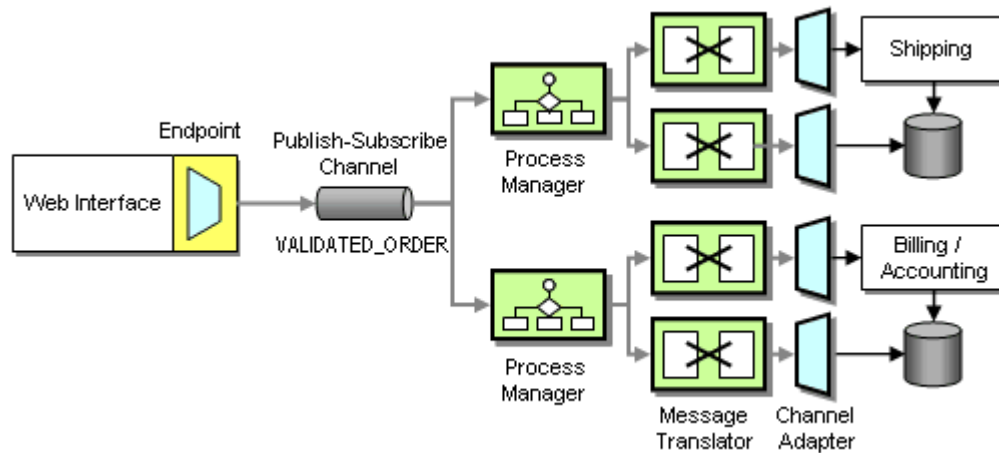 Shipping
Endpoint
Publish-Subscribe
Channel
Process
Manager
Web Interface
VALIDATED_ORDER
Billing /
Accounting
Process
Manager
Message
Translator
Channel
Adapter